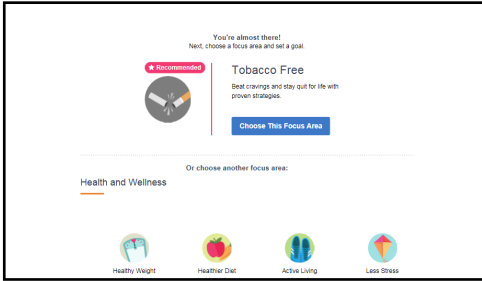 You're almost there!
Next, choose a focus area and set a goal.
★ Recommended
Tobacco Free
Beat cravings and stay quit for life with
proven strategies.
Choose This Focus Area
Or choose another focus area:
Health and Wellness
Healthy Weight
Healthier Diet
Active Living
Less Stress